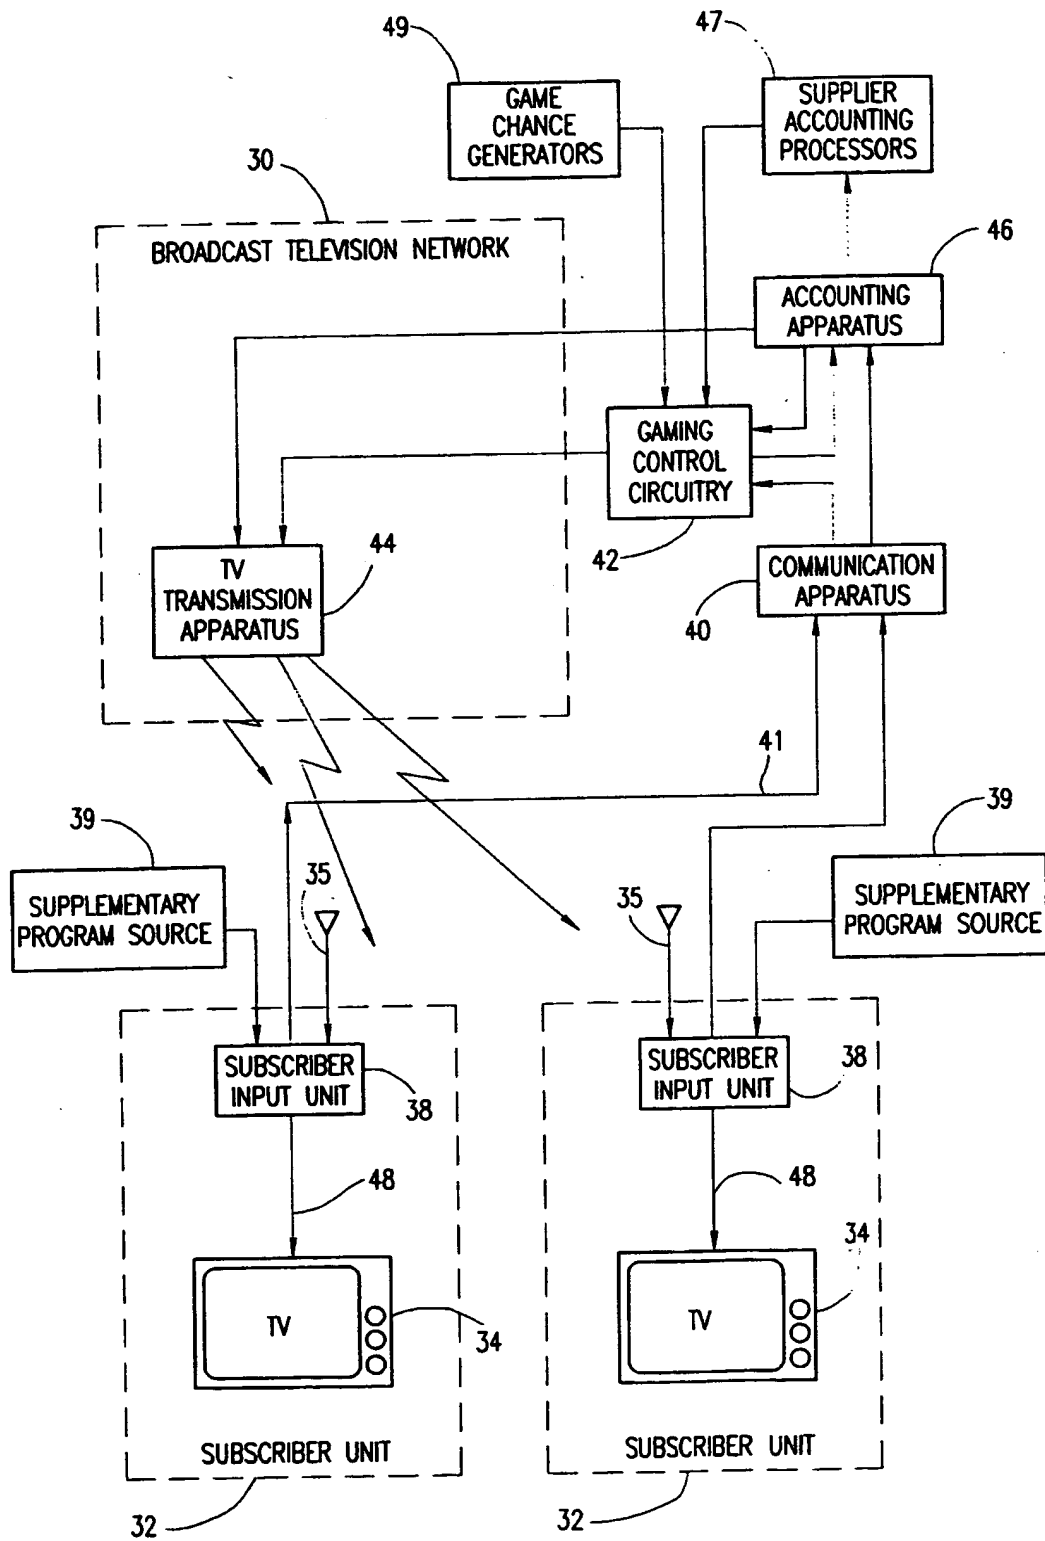 49
47
GAME
CHANCE
GENERATORS
SUPPLIER
ACCOUNTING
PROCESSORS
30
BROADCAST TELEVISION NETWORK
46
ACCOUNTING
APPARATUS
GAMING
CONTROL
CIRCUITRY
44
42
TV
TRANSMISSION
APPARATUS
COMMUNICATION
APPARATUS
40
41
39
39
SUPPLEMENTARY
PROGRAM SOURCE
35
35
SUPPLEMENTARY
PROGRAM SOURCE
SUBSCRIBER
INPUT UNIT
38
SUBSCRIBER
INPUT UNIT
38
48
48
TV
34
TV
34
SUBSCRIBER UNIT
SUBSCRIBER UNIT
32
32